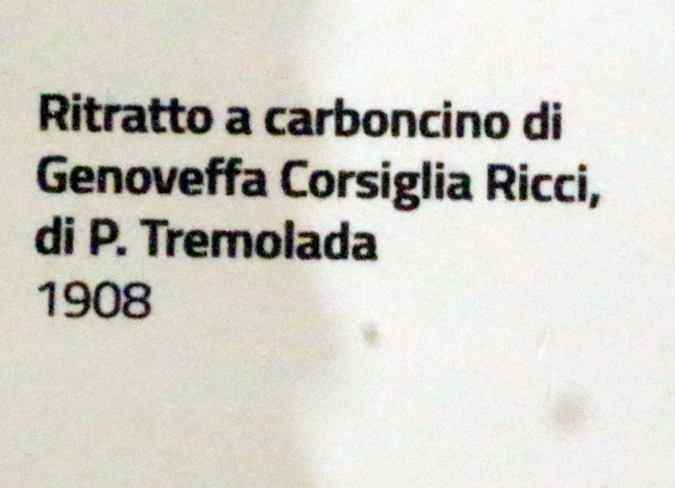 Ritratto a carboncino di
Genoveffa Corsiglia Ricci,
di P. Tremolada
1908